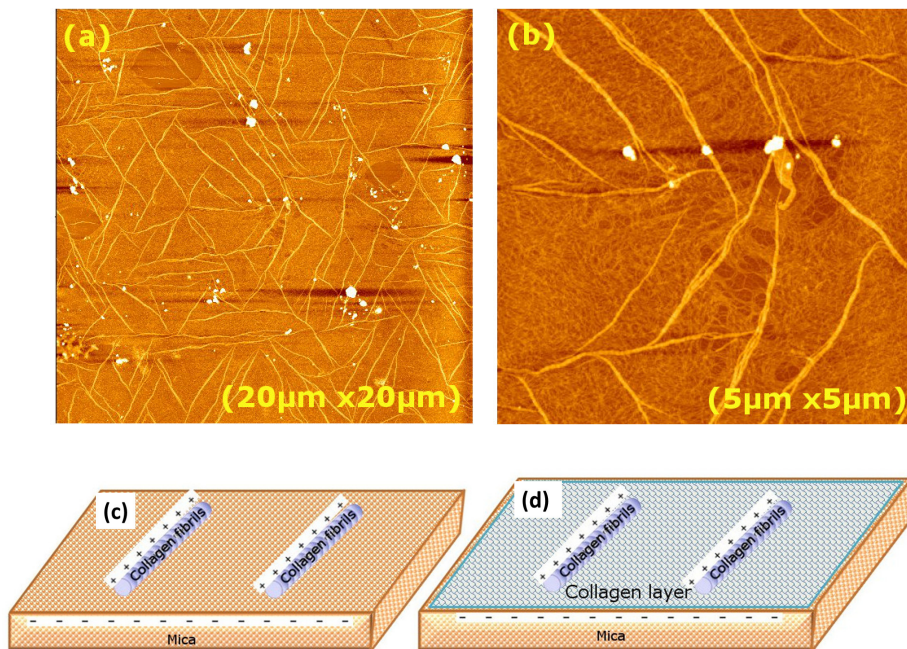 (a)
(20µm x20µm)
(b)
(5µm x5µm)
(c)
+ + + + + + + +
Collagen fibrils
+ + + + + + + +
Collagen fibrils
- - - - - - - - - - - - -
Mica
(d)
+ + + + + + + +
Collagen fibrils
+ + + + + + + +
Collagen fibrils
Collagen layer
- - - - - - - - - - - - -
Mica